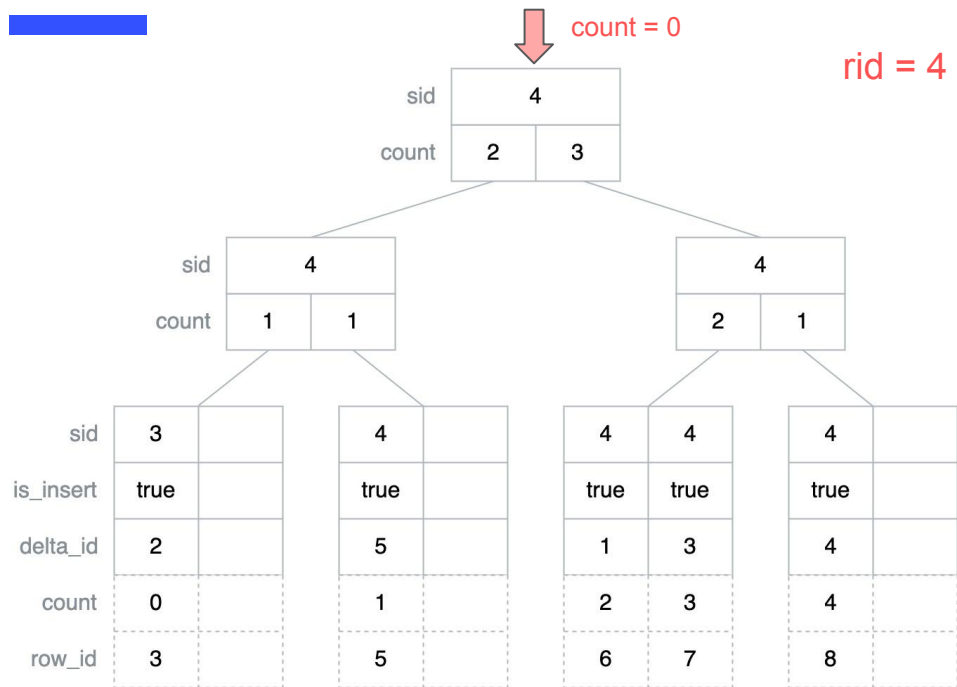 count = 0
rid = 4
sid 4
count 2 3
sid 4 4
count 1 1 2 1
sid 3 4 4 4 4
is_insert true true true true true
delta_id 2 5 1 3 4
count 0 1 2 3 4
row_id 3 5 6 7 8